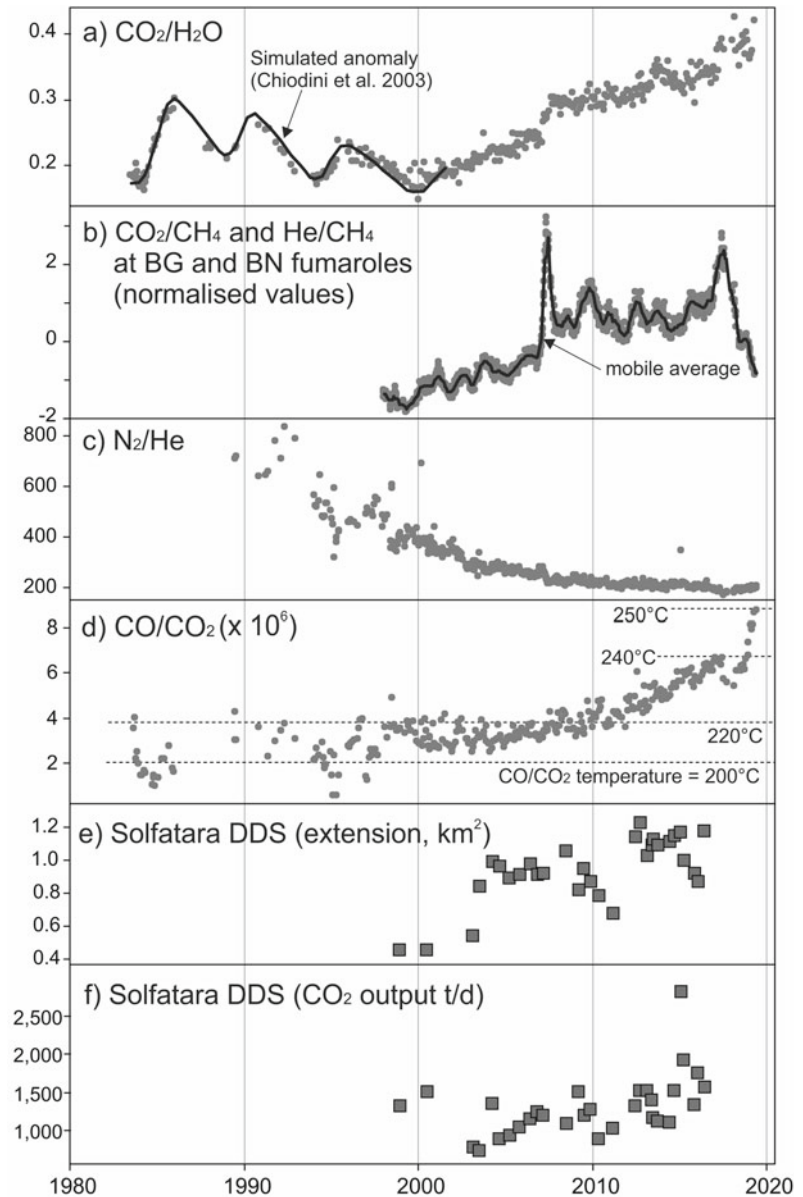 a) CO₂/H₂O
Simulated anomaly
(Chiodini et al. 2003)
0.4
0.3
0.2
b) CO₂/CH₄ and He/CH₄
at BG and BN fumaroles
(normalised values)
mobile average
2
0
-2
c) N₂/He
800
600
400
200
d) CO/CO₂ (x 10⁶)
250°C
240°C
220°C
CO/CO₂ temperature = 200°C
8
6
4
2
e) Solfatara DDS (extension, km²)
1.2
1.0
0.8
0.6
0.4
f) Solfatara DDS (CO₂ output t/d)
2,500
2,000
1,500
1,000
1980 1990 2000 2010 2020